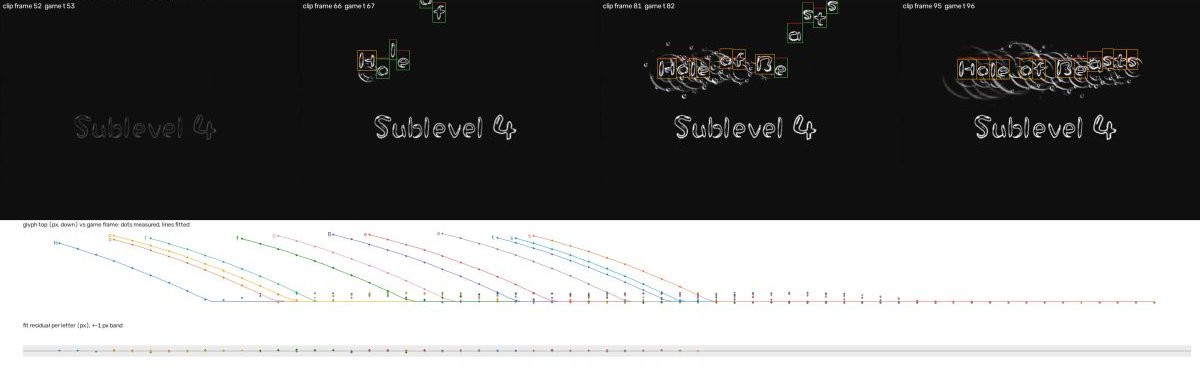 clip frame 52 game t 53
clip frame 66 game t 67
clip frame 81 game t 82
clip frame 95 game t 96
Hole
Hole of Be
a s t s
Hole of Beasts
Sublevel 4
Sublevel 4
Sublevel 4
Sublevel 4
glyph top (px, down) vs game frame: dots measured, lines fitted
fit residual per letter (px), +-1 px band